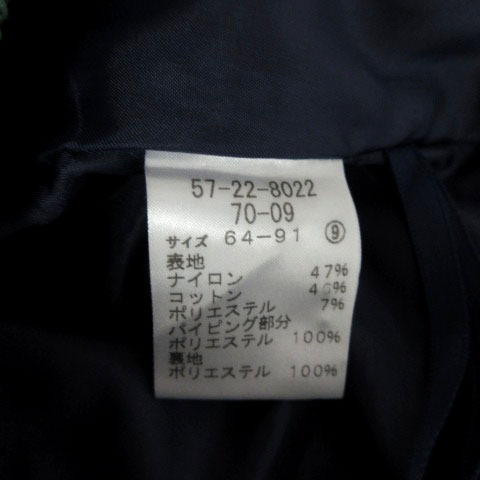 57-22-8022
70-09
サイズ 64-91 ⑨
表地
ナイロン 47%
コットン 46%
ポリエステル 7%
パイピング部分
ポリエステル 100%
裏地
ポリエステル 100%